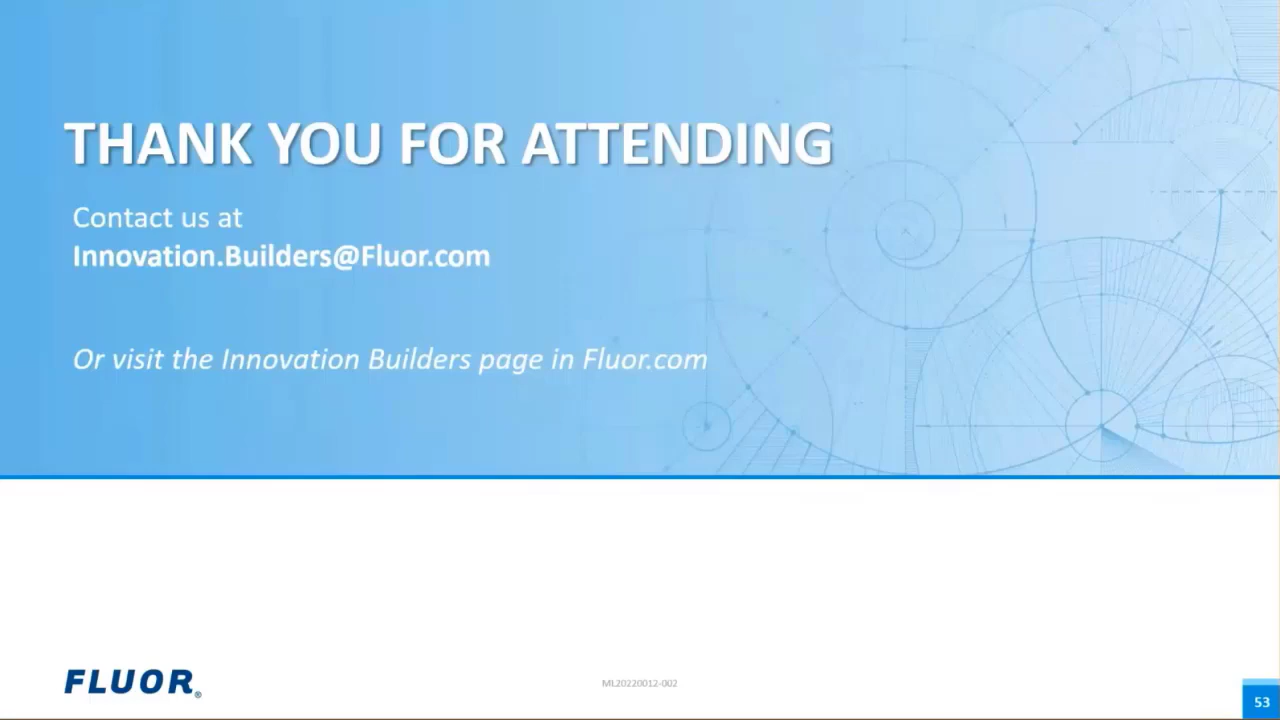 THANK YOU FOR ATTENDING
Contact us at
Innovation.Builders@Fluor.com
Or visit the Innovation Builders page in Fluor.com
FLUOR®
ML20220012-002
53